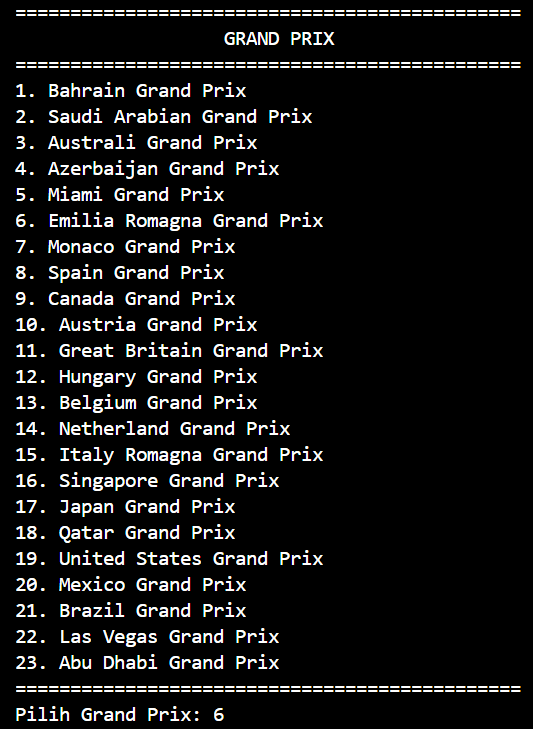 ==============================================
GRAND PRIX
==============================================
1. Bahrain Grand Prix
2. Saudi Arabian Grand Prix
3. Australi Grand Prix
4. Azerbaijan Grand Prix
5. Miami Grand Prix
6. Emilia Romagna Grand Prix
7. Monaco Grand Prix
8. Spain Grand Prix
9. Canada Grand Prix
10. Austria Grand Prix
11. Great Britain Grand Prix
12. Hungary Grand Prix
13. Belgium Grand Prix
14. Netherland Grand Prix
15. Italy Romagna Grand Prix
16. Singapore Grand Prix
17. Japan Grand Prix
18. Qatar Grand Prix
19. United States Grand Prix
20. Mexico Grand Prix
21. Brazil Grand Prix
22. Las Vegas Grand Prix
23. Abu Dhabi Grand Prix
==============================================
Pilih Grand Prix: 6